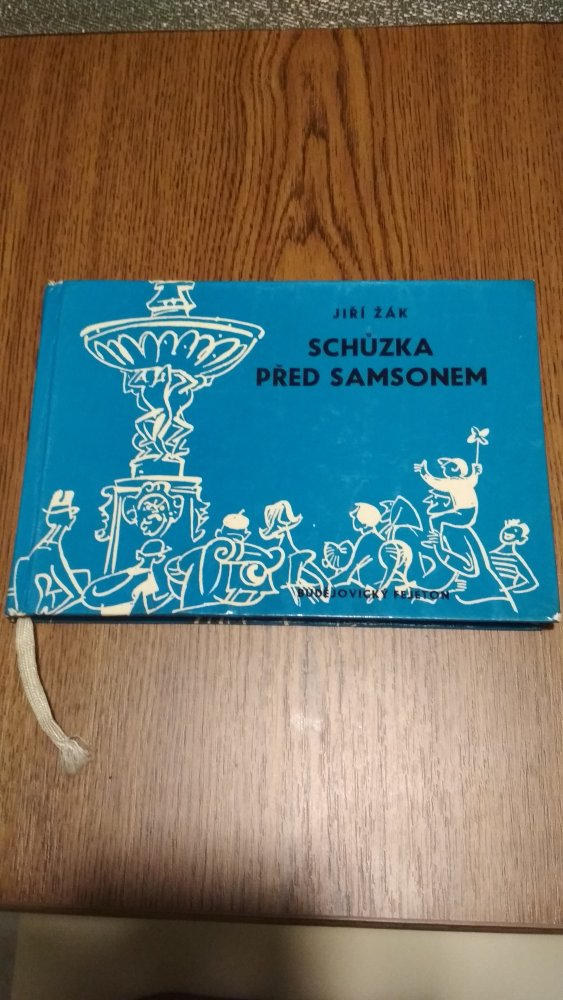 JIŘÍ ŽÁK
SCHŮZKA
PŘED SAMSONEM
BUDĚJOVICKÝ FEJETON